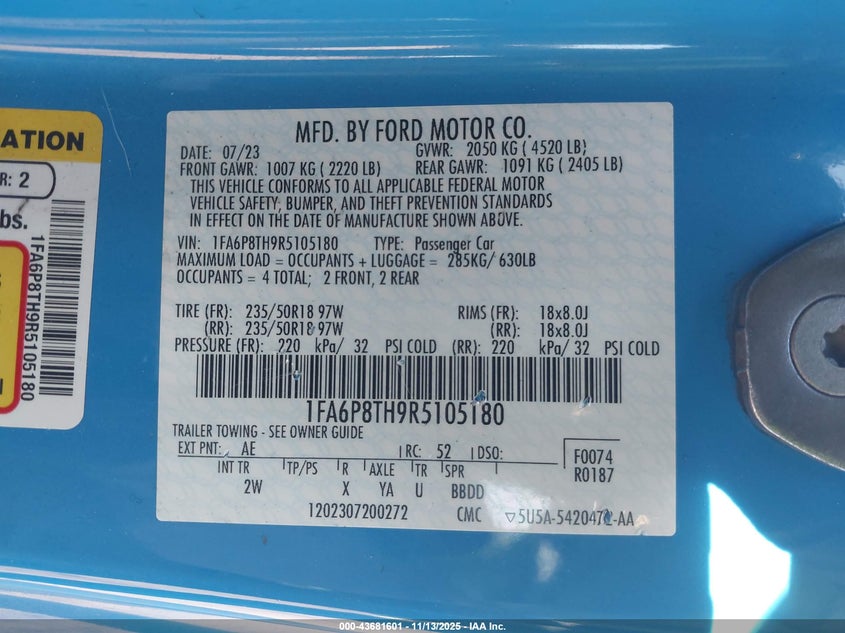 ATION
R: 2
bs.
1FA6P8TH9R5105180
MFD. BY FORD MOTOR CO.
DATE: 07/23 GVWR: 2050 KG ( 4520 LB)
FRONT GAWR: 1007 KG ( 2220 LB) REAR GAWR: 1091 KG ( 2405 LB)
THIS VEHICLE CONFORMS TO ALL APPLICABLE FEDERAL MOTOR
VEHICLE SAFETY, BUMPER, AND THEFT PREVENTION STANDARDS
IN EFFECT ON THE DATE OF MANUFACTURE SHOWN ABOVE.
VIN: 1FA6P8TH9R5105180 TYPE: Passenger Car
MAXIMUM LOAD = OCCUPANTS + LUGGAGE = 285KG/ 630LB
OCCUPANTS = 4 TOTAL; 2 FRONT, 2 REAR
TIRE (FR): 235/50R18 97W RIMS (FR): 18x8.0J
(RR): 235/50R18 97W (RR): 18x8.0J
PRESSURE (FR): 220 kPa/ 32 PSI COLD (RR): 220 kPa/ 32 PSI COLD
1FA6P8TH9R5105180
TRAILER TOWING - SEE OWNER GUIDE
EXT PNT: AE RC: 52 DSO: F0074
INT TR TP/PS R AXLE TR SPR R0187
2W X YA U BBDD
1202307200272 CMC ▽5U5A-5420472-AA
000-43681601 - 11/13/2025 - IAA Inc.